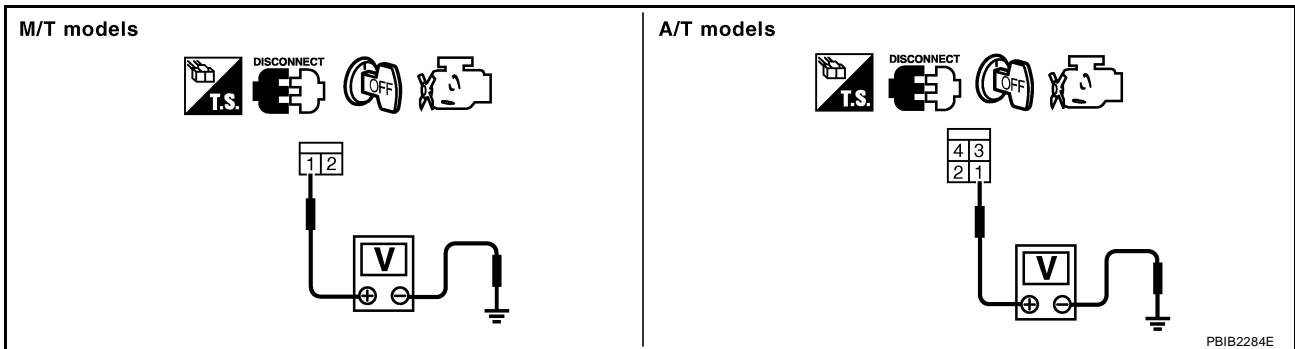 M/T models
T.S.
DISCONNECT
OFF
1 2
V
+ −
A/T models
T.S.
DISCONNECT
OFF
4 3
2 1
V
+ −
PBIB2284E